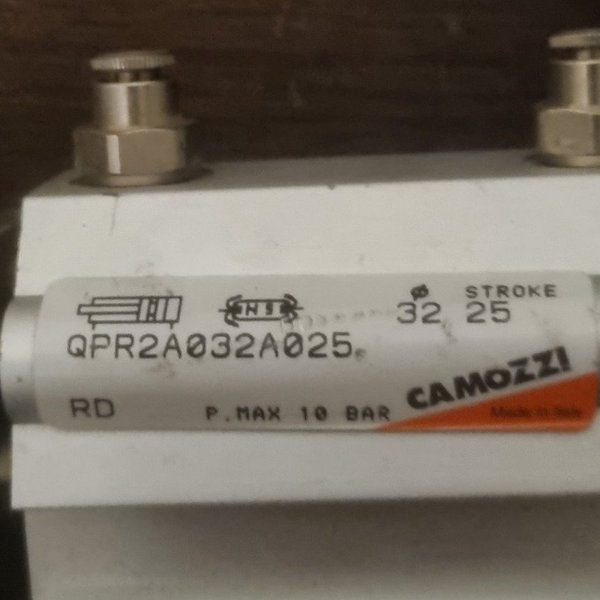 N S
Ø STROKE
32 25
QPR2A032A025
RD P.MAX 10 BAR
CAMOZZI
Made in Italy